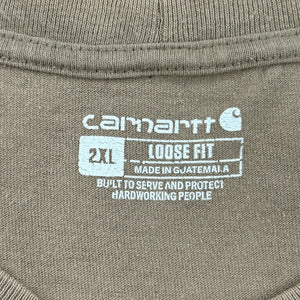 carhartt
2XL LOOSE FIT
MADE IN GUATEMALA
BUILT TO SERVE AND PROTECT
HARDWORKING PEOPLE